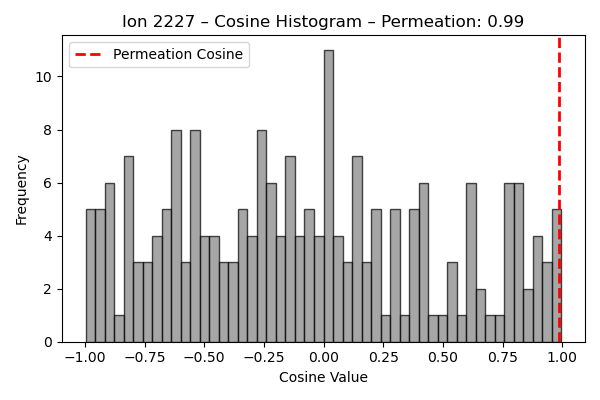 Ion 2227 – Cosine Histogram – Permeation: 0.99
Permeation Cosine
Frequency
10
8
6
4
2
0
−1.00 −0.75 −0.50 −0.25 0.00 0.25 0.50 0.75 1.00
Cosine Value